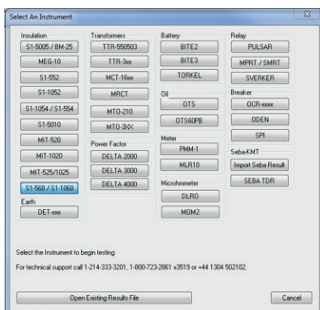 Select An Instrument
Insulation
S1-5005 / BM-25
MEG-10
S1-552
S1-1052
S1-1054 / S1-554
S1-5010
MIT-520
MIT-1020
MIT-525/1025
S1-568 / S1-1068
Earth
DET-xxx
Transformers
TTR-550503
TTR-3xx
MCT-16xx
MRCT
MTO-210
MTO-3XX
Power Factor
DELTA 2000
DELTA 3000
DELTA 4000
Battery
BITE2
BITE3
TORKEL
Oil
OTS
OTS60PB
Meter
PMM-1
MLR10
Microhmmeter
DLRO
MOM2
Relay
PULSAR
MPRT / SMRT
SVERKER
Breaker
OCR-xxxx
ODEN
SPI
Seba-KMT
Import Seba Result
SEBA TDR
Select the Instrument to begin testing
For technical support call 1-214-333-3201, 1-800-723-2861 x3519 or +44 1304 502102.
Open Existing Results File
Cancel